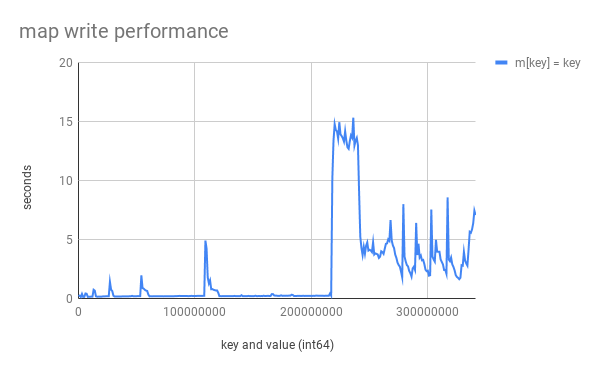 map write performance
20
m[key] = key
15
10
5
0
seconds
0 100000000 200000000 300000000
key and value (int64)